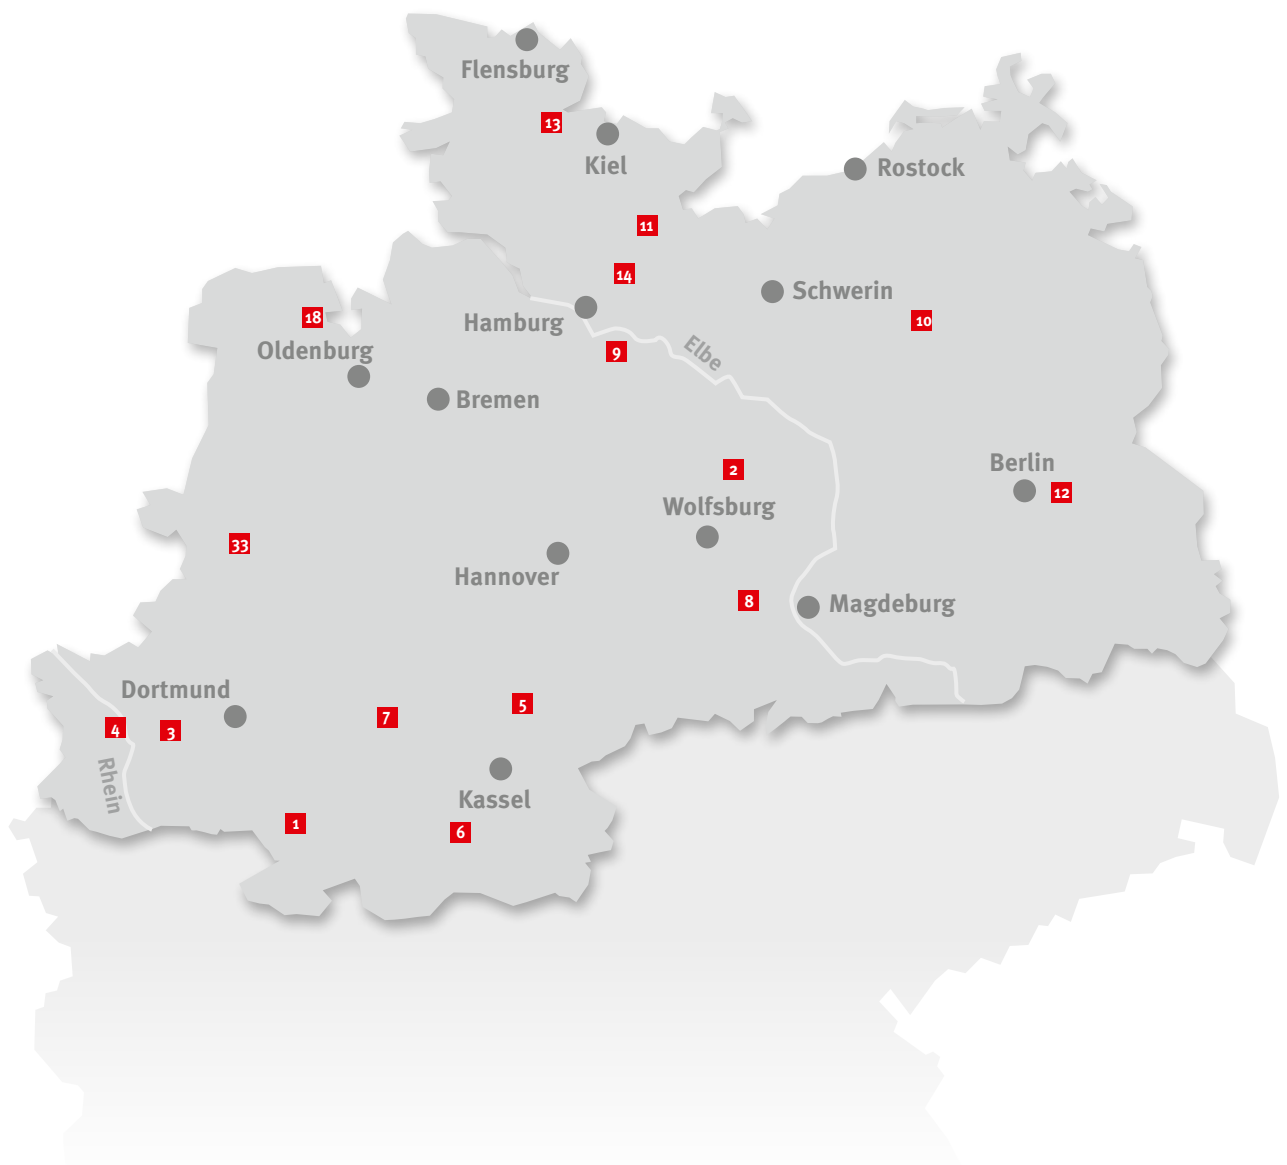 Flensburg
13
Kiel
Rostock
11
14
Schwerin
18
Hamburg
10
Oldenburg
9
Elbe
Bremen
2
Berlin
12
Wolfsburg
33
Hannover
8
Magdeburg
Dortmund
5
7
4
3
Rhein
Kassel
1
6